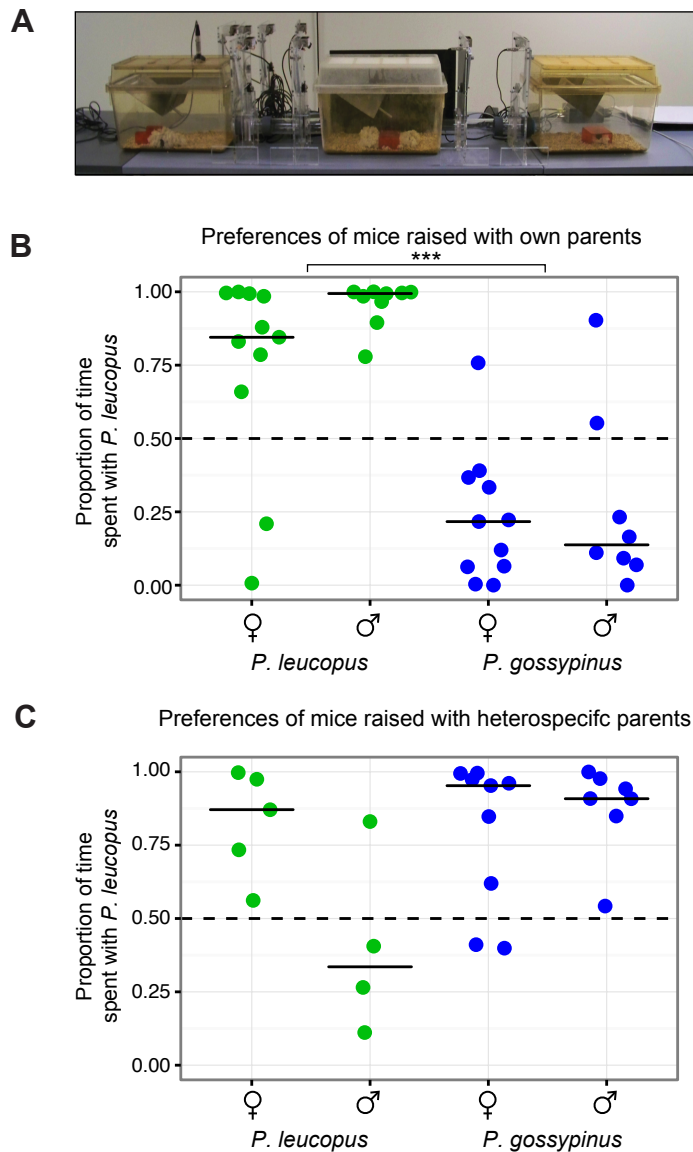 A
B
Preferences of mice raised with own parents
***
Proportion of time
spent with P. leucopus
1.00
0.75
0.50
0.25
0.00
♀ ♂ ♀ ♂
P. leucopus P. gossypinus
C
Preferences of mice raised with heterospecifc parents
Proportion of time
spent with P. leucopus
1.00
0.75
0.50
0.25
0.00
♀ ♂ ♀ ♂
P. leucopus P. gossypinus